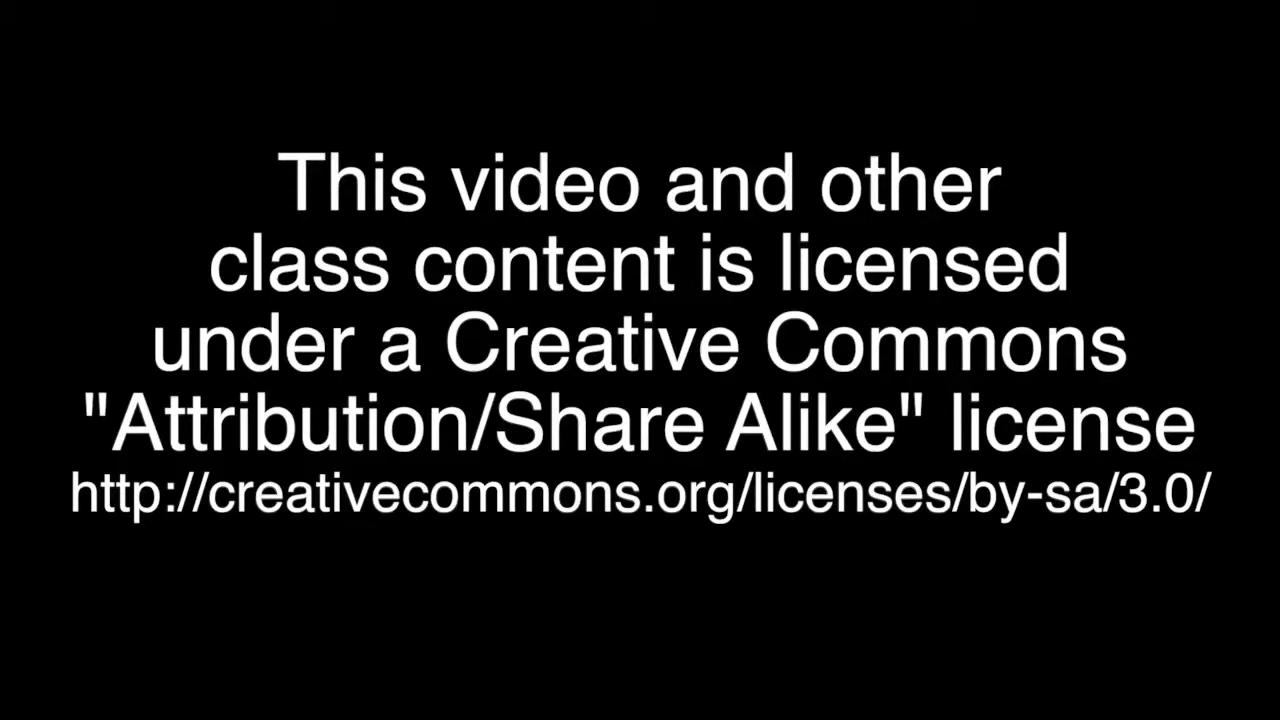 This video and other
class content is licensed
under a Creative Commons
"Attribution/Share Alike" license
http://creativecommons.org/licenses/by-sa/3.0/